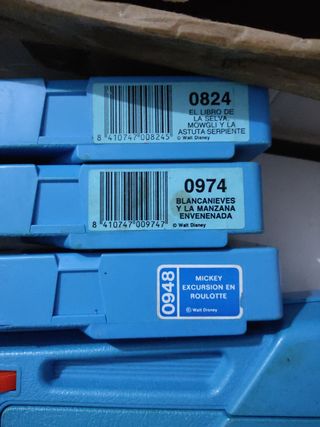 0824
EL LIBRO DE
LA SELVA,
MOWGLI Y LA
ASTUTA SERPIENTE
© Walt Disney
8 410747 008245
0974
BLANCANIEVES
Y LA MANZANA
ENVENENADA
© Walt Disney
8 410747 009747
0948
MICKEY
EXCURSION EN
ROULOTTE
© Walt Disney